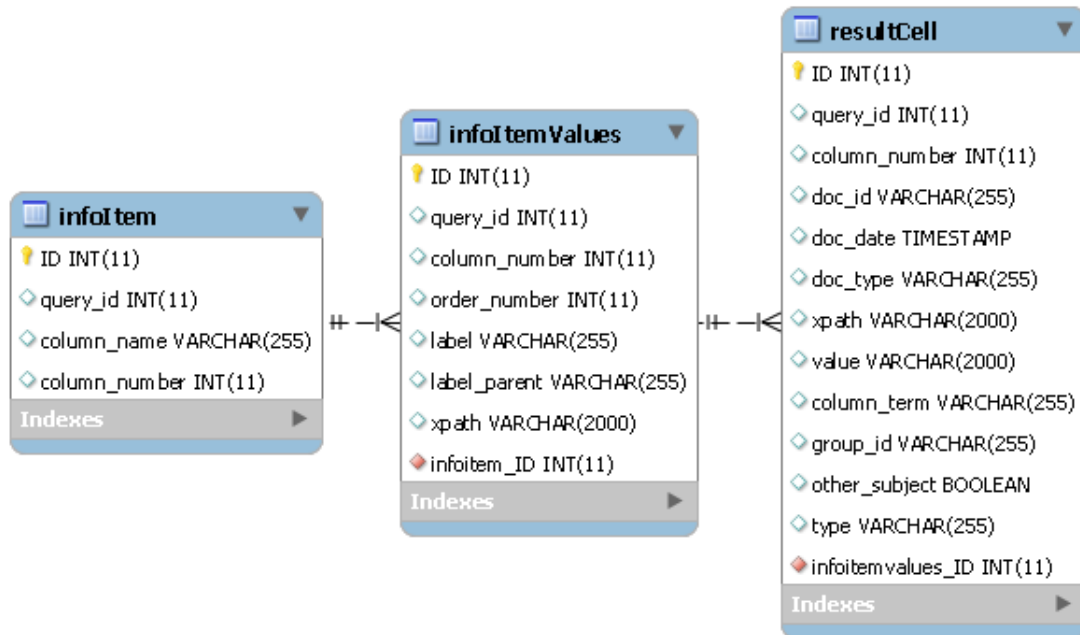 infoItem
ID INT(11)
query_id INT(11)
column_name VARCHAR(255)
column_number INT(11)
Indexes
infoItemValues
ID INT(11)
query_id INT(11)
column_number INT(11)
order_number INT(11)
label VARCHAR(255)
label_parent VARCHAR(255)
xpath VARCHAR(2000)
infoitem_ID INT(11)
Indexes
resultCell
ID INT(11)
query_id INT(11)
column_number INT(11)
doc_id VARCHAR(255)
doc_date TIMESTAMP
doc_type VARCHAR(255)
xpath VARCHAR(2000)
value VARCHAR(2000)
column_term VARCHAR(255)
group_id VARCHAR(255)
other_subject BOOLEAN
type VARCHAR(255)
infoitemvalues_ID INT(11)
Indexes